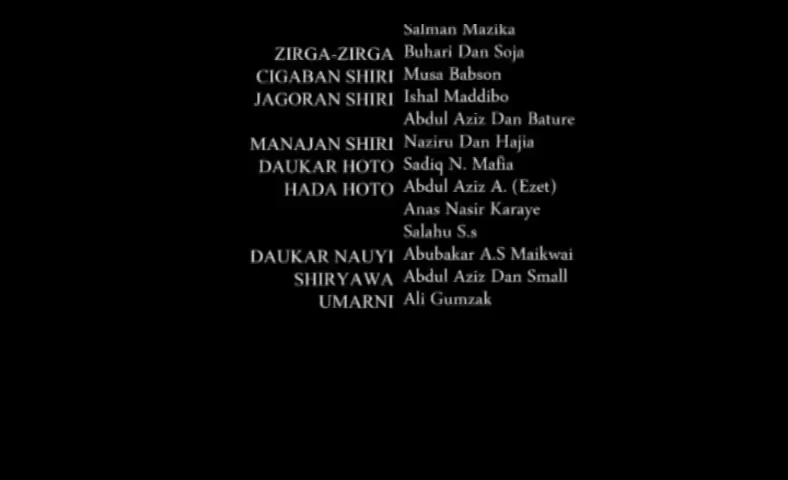 Salman Mazika
ZIRGA-ZIRGA Buhari Dan Soja
CIGABAN SHIRI Musa Babson
JAGORAN SHIRI Ishal Maddibo
Abdul Aziz Dan Bature
MANAJAN SHIRI Naziru Dan Hajia
DAUKAR HOTO Sadiq N. Mafia
HADA HOTO Abdul Aziz A. (Ezet)
Anas Nasir Karaye
Salahu S.s
DAUKAR NAUYI Abubakar A.S Maikwai
SHIRYAWA Abdul Aziz Dan Small
UMARNI Ali Gumzak